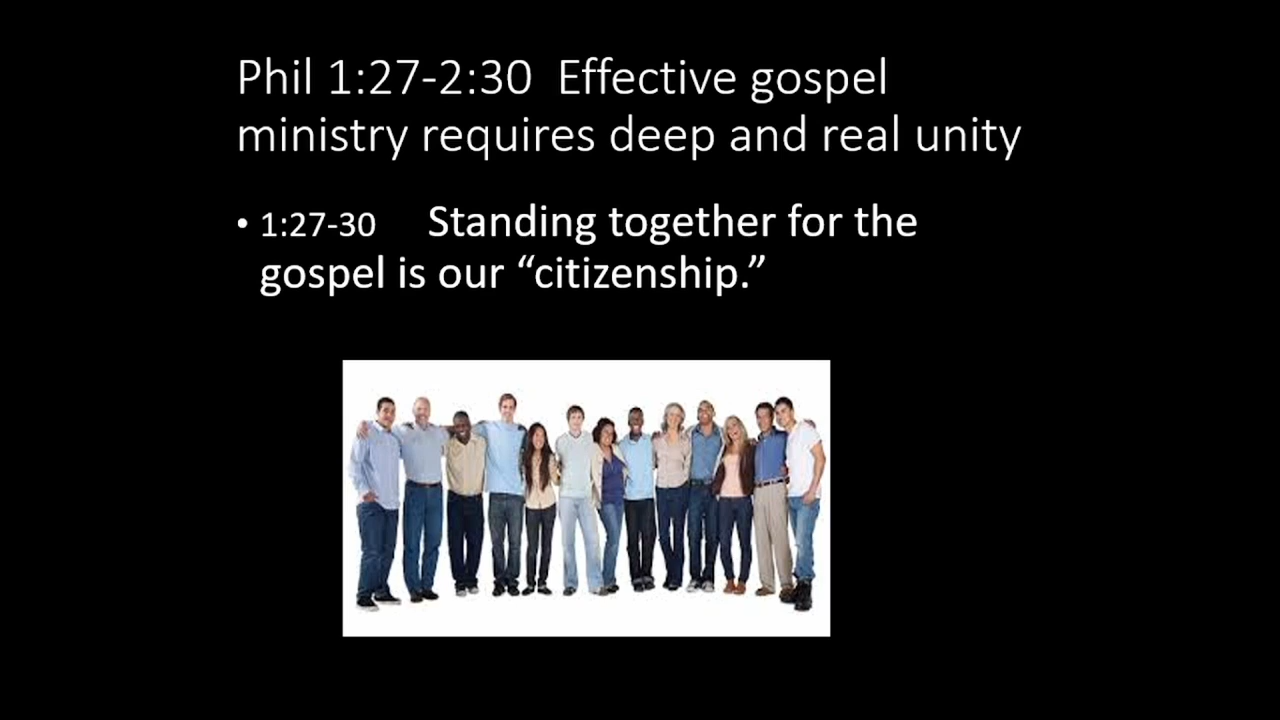 Phil 1:27-2:30  Effective gospel
ministry requires deep and real unity
• 1:27-30 Standing together for the
gospel is our “citizenship.”